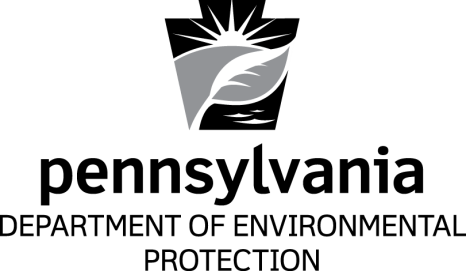 pennsylvania
DEPARTMENT OF ENVIRONMENTAL
PROTECTION